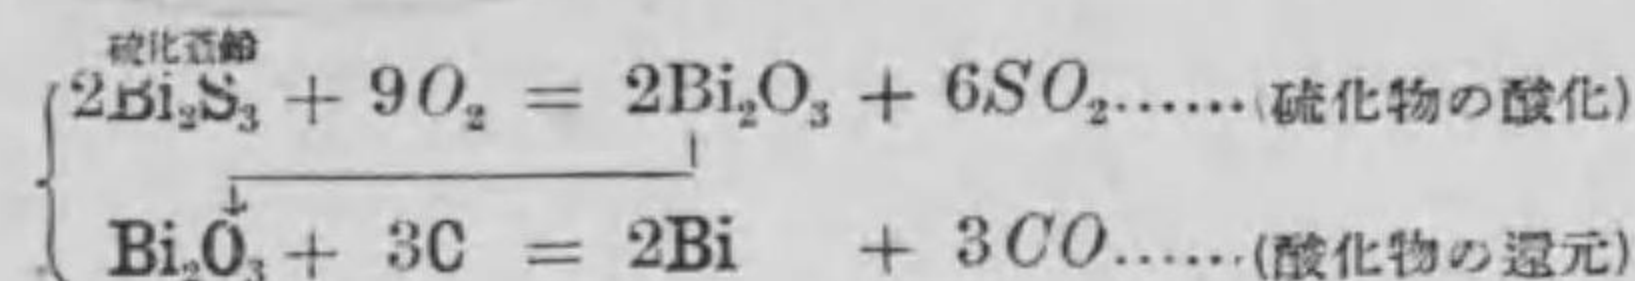 硫化蒼鉛
2Bi₂S₃ + 9O₂ = 2Bi₂O₃ + 6SO₂……(硫化物の酸化)
Bi₂O₃ + 3C = 2Bi + 3CO……(酸化物の還元)